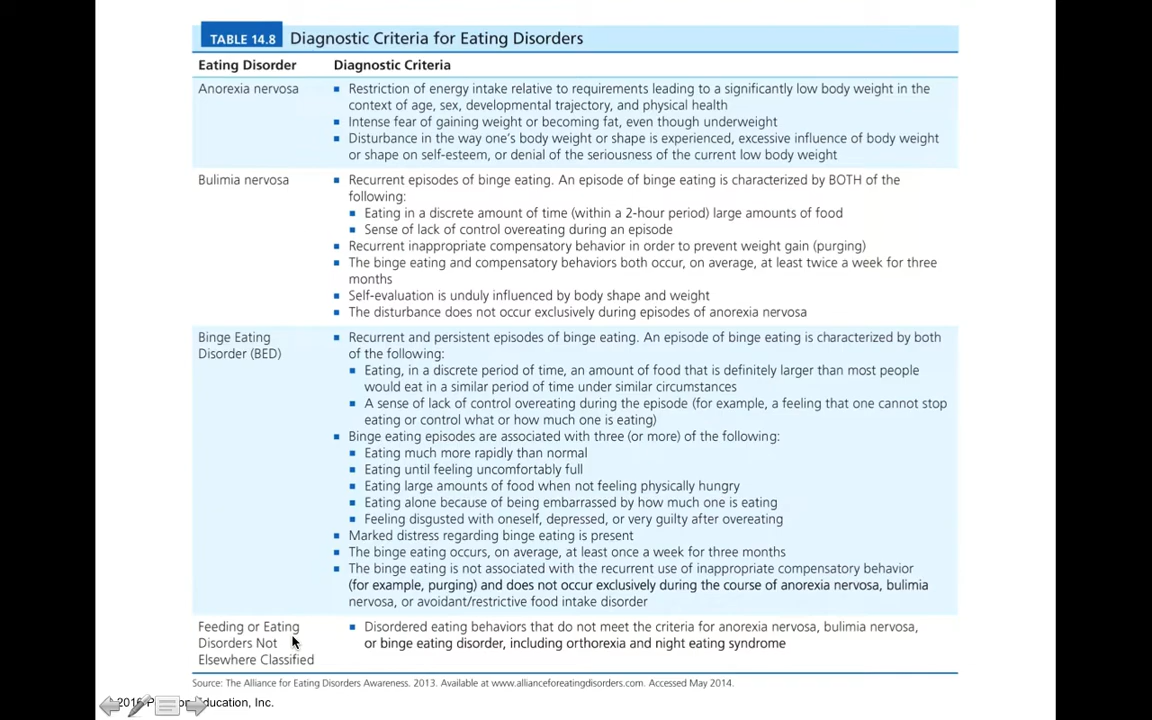 TABLE 14.8 Diagnostic Criteria for Eating Disorders
Eating Disorder Diagnostic Criteria
Anorexia nervosa
▪ Restriction of energy intake relative to requirements leading to a significantly low body weight in the
context of age, sex, developmental trajectory, and physical health
▪ Intense fear of gaining weight or becoming fat, even though underweight
▪ Disturbance in the way one's body weight or shape is experienced, excessive influence of body weight
or shape on self-esteem, or denial of the seriousness of the current low body weight
Bulimia nervosa
▪ Recurrent episodes of binge eating. An episode of binge eating is characterized by BOTH of the
following:
▪ Eating in a discrete amount of time (within a 2-hour period) large amounts of food
▪ Sense of lack of control overeating during an episode
▪ Recurrent inappropriate compensatory behavior in order to prevent weight gain (purging)
▪ The binge eating and compensatory behaviors both occur, on average, at least twice a week for three
months
▪ Self-evaluation is unduly influenced by body shape and weight
▪ The disturbance does not occur exclusively during episodes of anorexia nervosa
Binge Eating
Disorder (BED)
▪ Recurrent and persistent episodes of binge eating. An episode of binge eating is characterized by both
of the following:
▪ Eating, in a discrete period of time, an amount of food that is definitely larger than most people
would eat in a similar period of time under similar circumstances
▪ A sense of lack of control overeating during the episode (for example, a feeling that one cannot stop
eating or control what or how much one is eating)
▪ Binge eating episodes are associated with three (or more) of the following:
▪ Eating much more rapidly than normal
▪ Eating until feeling uncomfortably full
▪ Eating large amounts of food when not feeling physically hungry
▪ Eating alone because of being embarrassed by how much one is eating
▪ Feeling disgusted with oneself, depressed, or very guilty after overeating
▪ Marked distress regarding binge eating is present
▪ The binge eating occurs, on average, at least once a week for three months
▪ The binge eating is not associated with the recurrent use of inappropriate compensatory behavior
(for example, purging) and does not occur exclusively during the course of anorexia nervosa, bulimia
nervosa, or avoidant/restrictive food intake disorder
Feeding or Eating
Disorders Not
Elsewhere Classified
▪ Disordered eating behaviors that do not meet the criteria for anorexia nervosa, bulimia nervosa,
or binge eating disorder, including orthorexia and night eating syndrome
Source: The Alliance for Eating Disorders Awareness. 2013. Available at www.allianceforeatingdisorders.com. Accessed May 2014.
2016 Education, Inc.